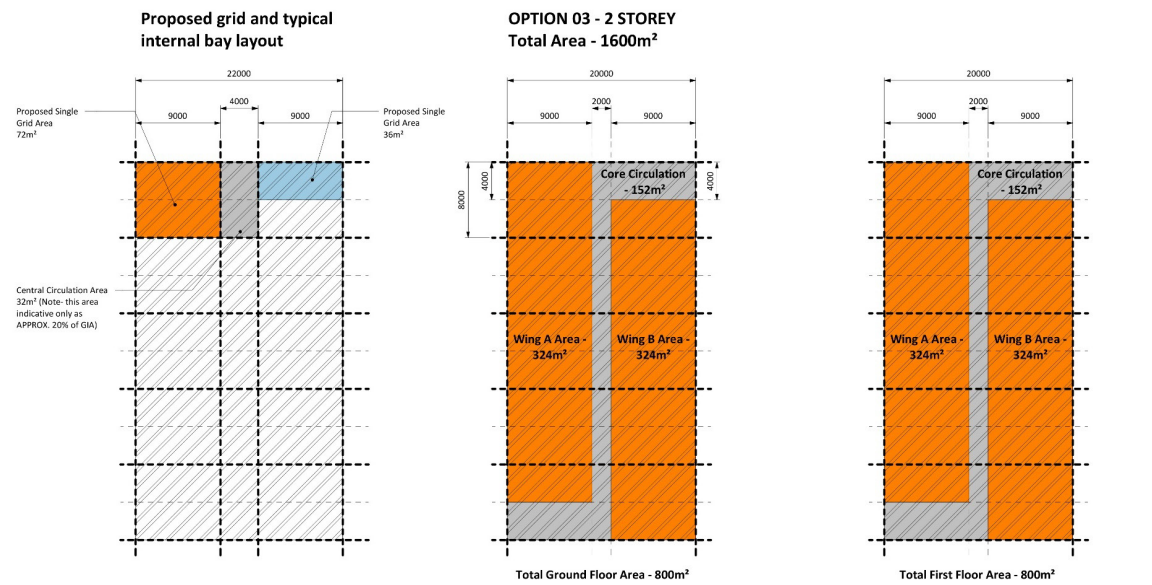 Proposed grid and typical
internal bay layout
OPTION 03 - 2 STOREY
Total Area - 1600m²
22000
4000
9000
9000
Proposed Single
Grid Area
72m²
Proposed Single
Grid Area
36m²
Central Circulation Area
32m² (Note- this area
indicative only as
APPROX. 20% of GIA)
20000
2000
9000
9000
8000
4000
4000
Core Circulation
- 152m²
Wing A Area -
324m²
Wing B Area -
324m²
Total Ground Floor Area - 800m²
20000
2000
9000
9000
4000
Core Circulation
- 152m²
Wing A Area -
324m²
Wing B Area -
324m²
Total First Floor Area - 800m²